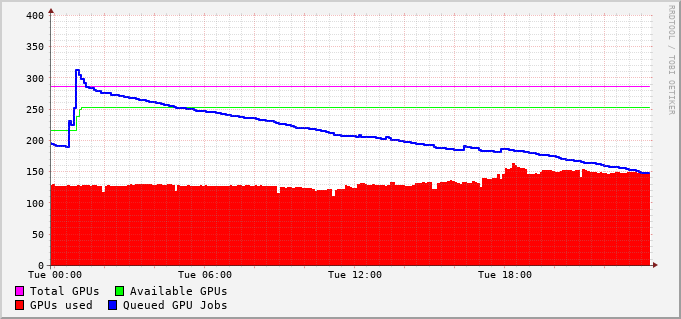 400
350
300
250
200
150
100
50
0
Tue 00:00 Tue 06:00 Tue 12:00 Tue 18:00
Total GPUs Available GPUs
GPUs used Queued GPU Jobs
RRDTOOL / TOBI OETIKER